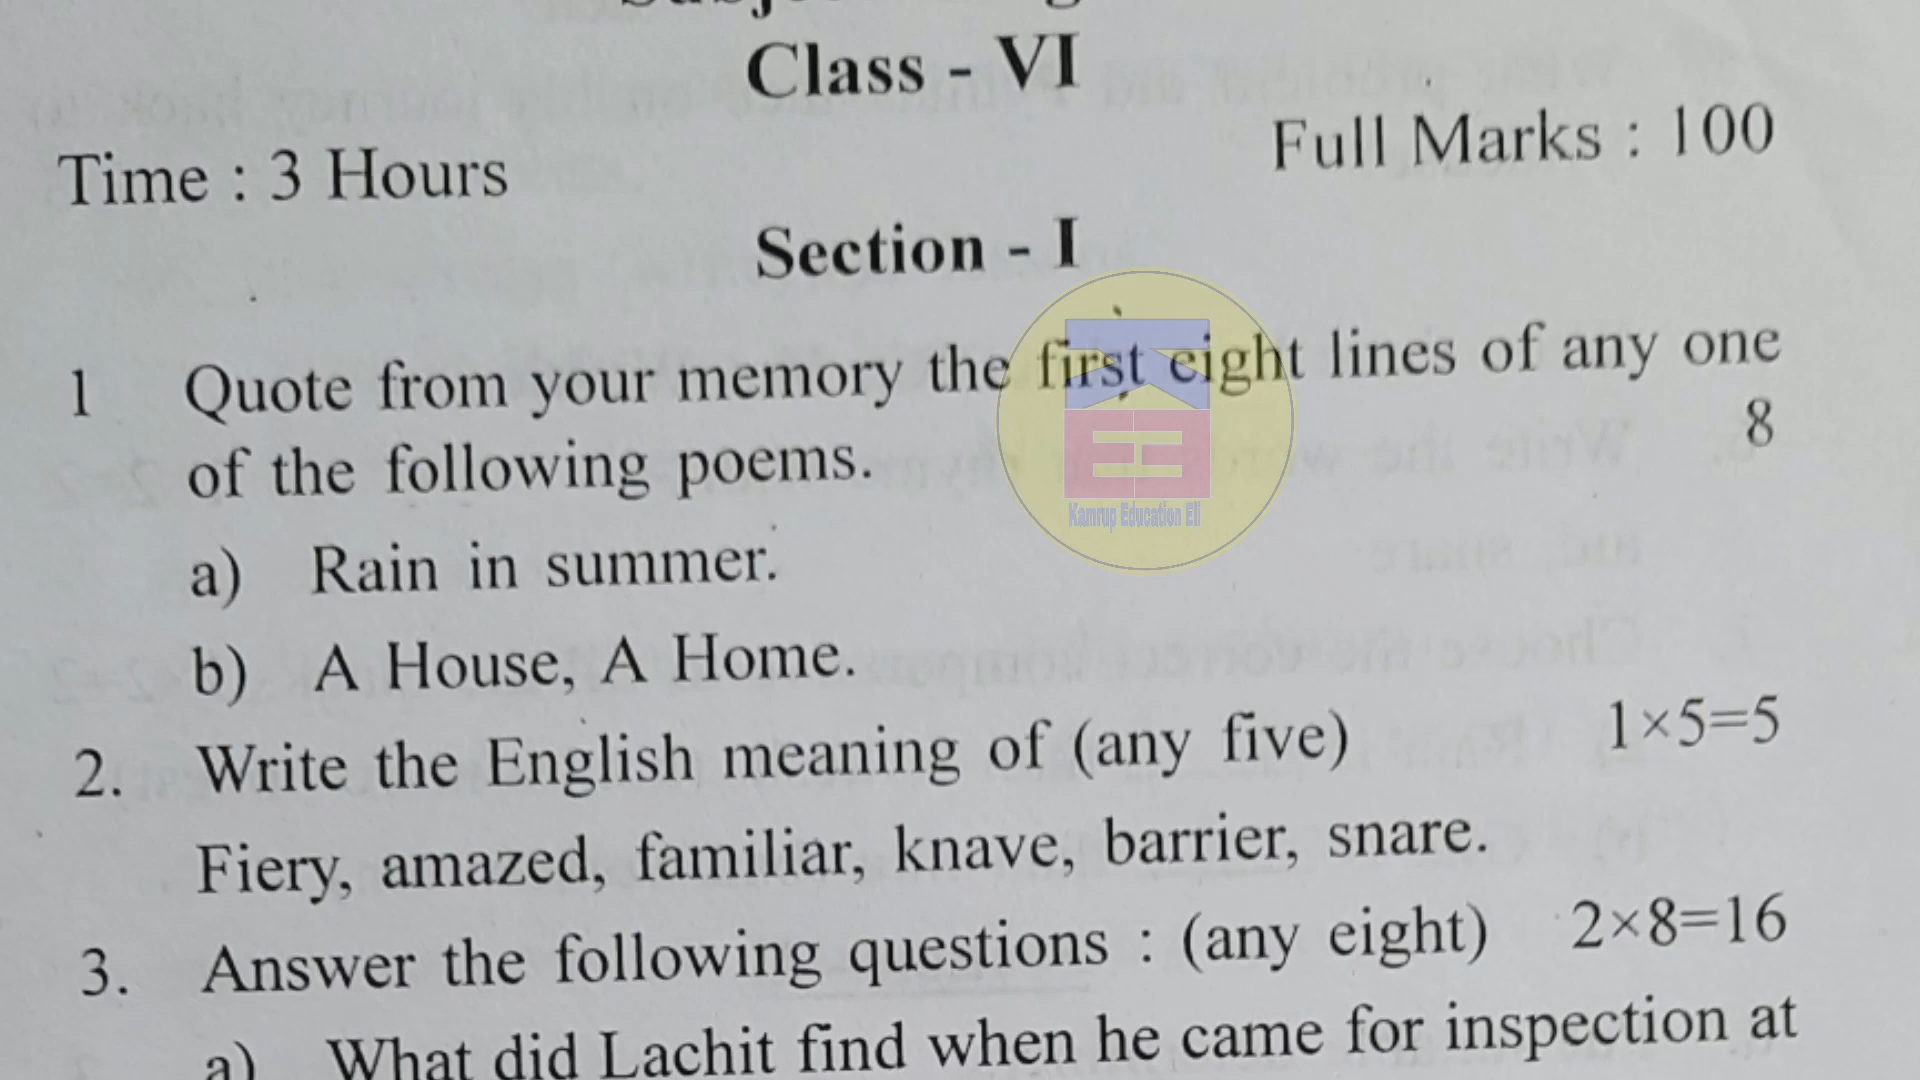 Class - VI
Time : 3 Hours
Full Marks : 100
Section - I
1 Quote from your memory the first eight lines of any one
of the following poems. 8
a) Rain in summer.
b) A House, A Home.
2. Write the English meaning of (any five) 1×5=5
Fiery, amazed, familiar, knave, barrier, snare.
3. Answer the following questions : (any eight) 2×8=16
a) What did Lachit find when he came for inspection at
Kamrup Education Eli